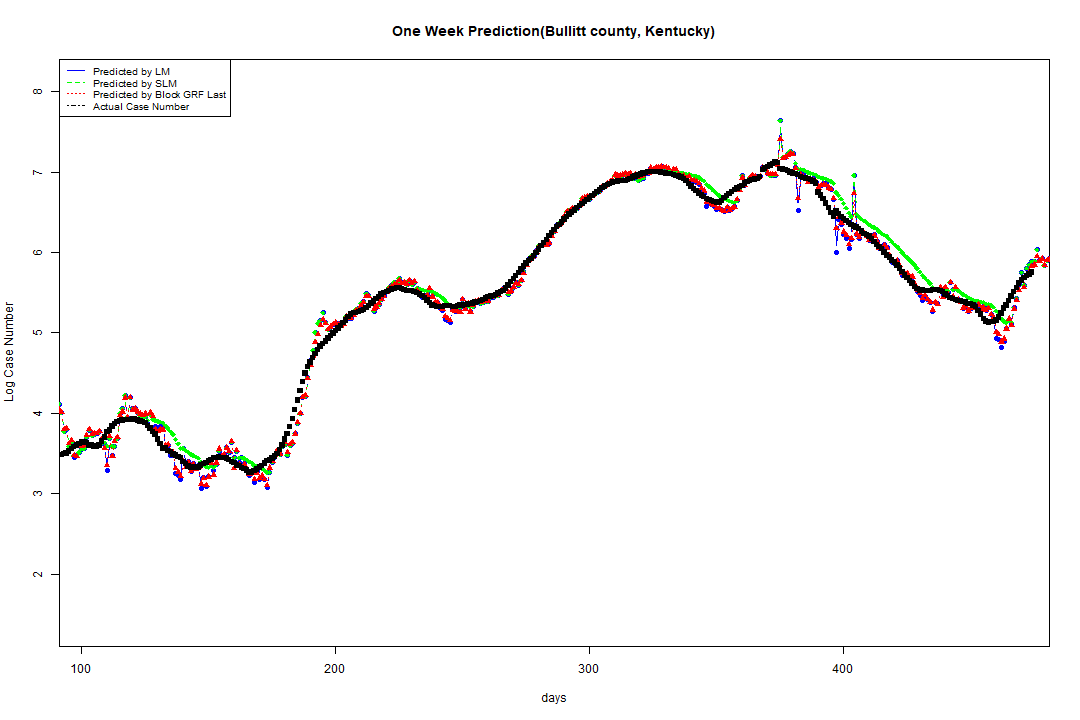 One Week Prediction(Bullitt county, Kentucky)
Predicted by LM
Predicted by SLM
Predicted by Block GRF Last
Actual Case Number
Log Case Number
8
7
6
5
4
3
2
100 200 300 400
days